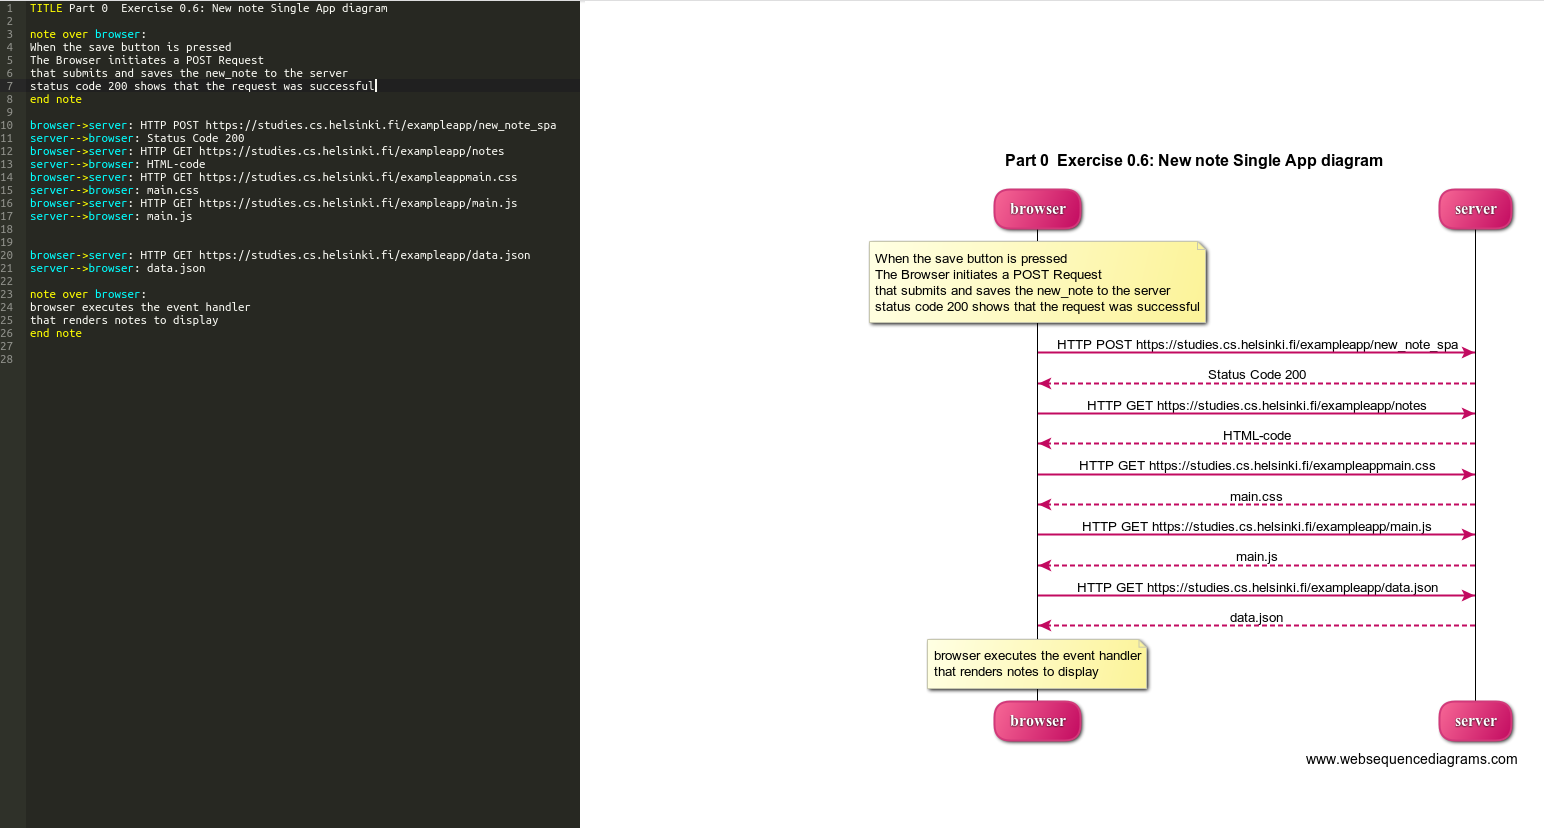 1 TITLE Part 0  Exercise 0.6: New note Single App diagram
2
3 note over browser:
4 When the save button is pressed
5 The Browser initiates a POST Request
6 that submits and saves the new_note to the server
7 status code 200 shows that the request was successful
8 end note
9
10 browser->server: HTTP POST https://studies.cs.helsinki.fi/exampleapp/new_note_spa
11 server-->browser: Status Code 200
12 browser->server: HTTP GET https://studies.cs.helsinki.fi/exampleapp/notes
13 server-->browser: HTML-code
14 browser->server: HTTP GET https://studies.cs.helsinki.fi/exampleappmain.css
15 server-->browser: main.css
16 browser->server: HTTP GET https://studies.cs.helsinki.fi/exampleapp/main.js
17 server-->browser: main.js
18
19
20 browser->server: HTTP GET https://studies.cs.helsinki.fi/exampleapp/data.json
21 server-->browser: data.json
22
23 note over browser:
24 browser executes the event handler
25 that renders notes to display
26 end note
27
28
Part 0  Exercise 0.6: New note Single App diagram
browser server
When the save button is pressed
The Browser initiates a POST Request
that submits and saves the new_note to the server
status code 200 shows that the request was successful
HTTP POST https://studies.cs.helsinki.fi/exampleapp/new_note_spa
Status Code 200
HTTP GET https://studies.cs.helsinki.fi/exampleapp/notes
HTML-code
HTTP GET https://studies.cs.helsinki.fi/exampleappmain.css
main.css
HTTP GET https://studies.cs.helsinki.fi/exampleapp/main.js
main.js
HTTP GET https://studies.cs.helsinki.fi/exampleapp/data.json
data.json
browser executes the event handler
that renders notes to display
browser server
www.websequencediagrams.com